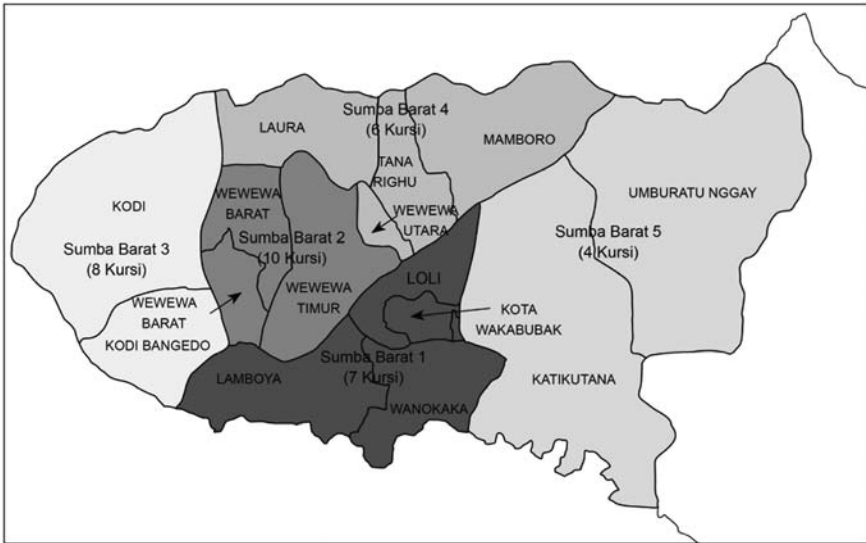 Sumba Barat 4
(6 Kursi)
LAURA
MAMBORO
TANA
RIGHU
UMBURATU NGGAY
KODI
WEWEWA
BARAT
WEWEWA
UTARA
Sumba Barat 3
(8 Kursi)
Sumba Barat 2
(10 Kursi)
Sumba Barat 5
(4 Kursi)
LOLI
WEWEWA
TIMUR
WEWEWA
BARAT
KODI BANGEDO
KOTA
WAKABUBAK
Sumba Barat 1
(7 Kursi)
LAMBOYA
KATIKUTANA
WANOKAKA